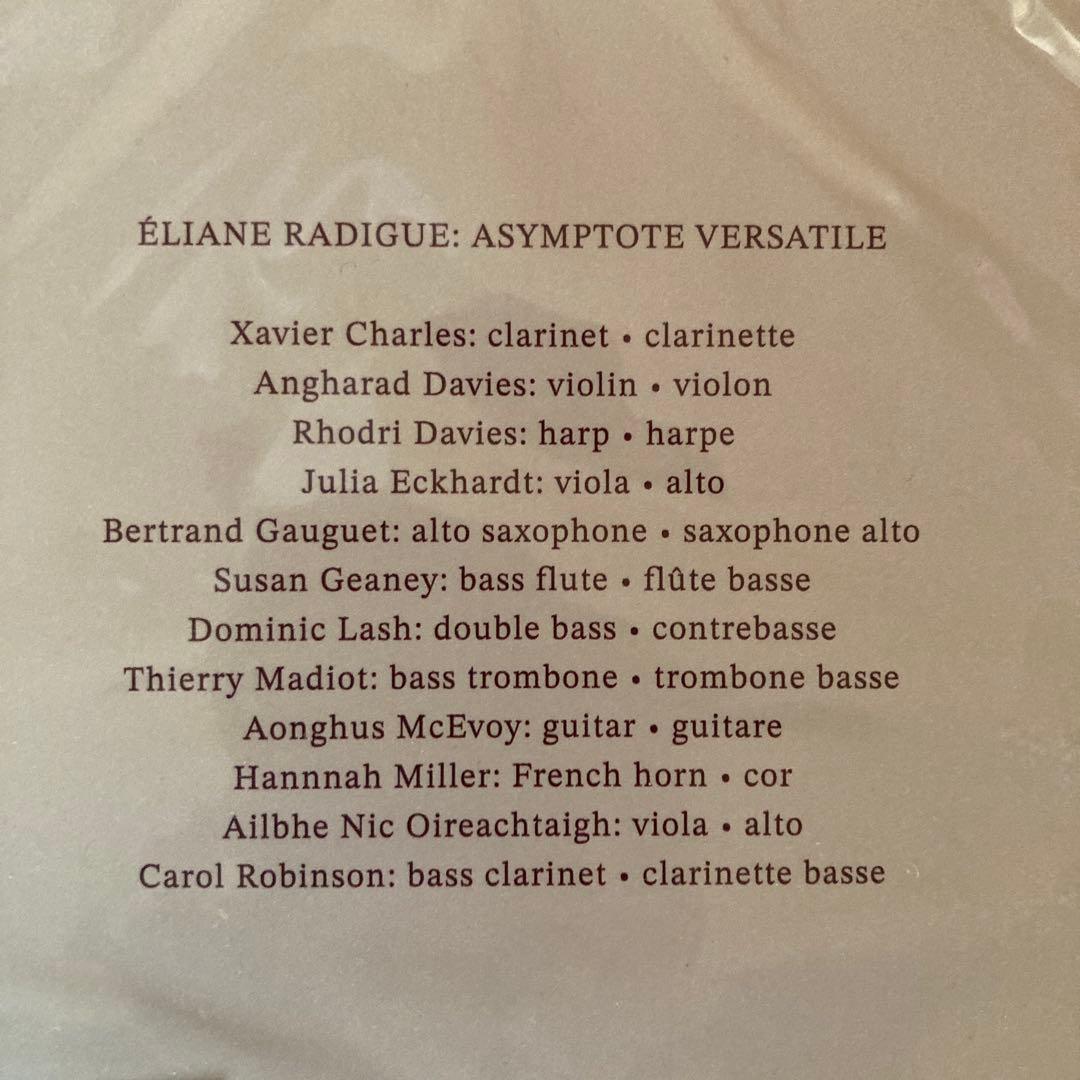 ÉLIANE RADIGUE: ASYMPTOTE VERSATILE
Xavier Charles: clarinet • clarinette
Angharad Davies: violin • violon
Rhodri Davies: harp • harpe
Julia Eckhardt: viola • alto
Bertrand Gauguet: alto saxophone • saxophone alto
Susan Geaney: bass flute • flûte basse
Dominic Lash: double bass • contrebasse
Thierry Madiot: bass trombone • trombone basse
Aonghus McEvoy: guitar • guitare
Hannnah Miller: French horn • cor
Ailbhe Nic Oireachtaigh: viola • alto
Carol Robinson: bass clarinet • clarinette basse